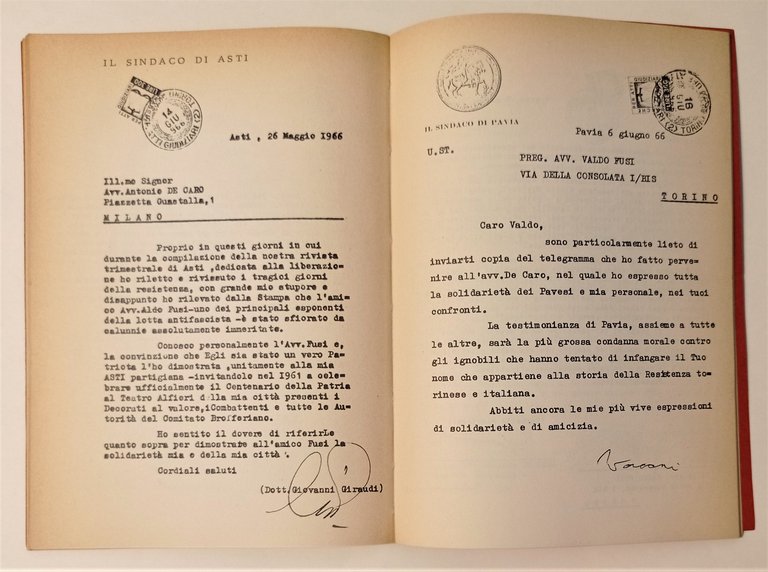 IL SINDACO DI ASTI
ATTI GIUDIZIARI (2)
14
GIU
966
Asti, 26 Maggio 1966
Ill.me Signor
Avv.Antonio DE CARO
Piazzetta Guastalla,1
MILANO
Proprio in questi giorni in cui
durante la compilazione della nostra rivista
trimestrale di Asti ,dedicata alla liberazio-
ne ho riletto e rivissuto i tragici giorni
della resistenza, con grande mio stupore e
disappunto ho rilevato dalla Stampa che l'ami-
co Avv.Aldo Fusi-uno dei principali esponenti
della lotta antifascista -è stato sfiorato da
calunnie assolutamente immeritate.
Conosco personalmente l'Avv.Fusi e,
la convinzione che Egli sia stato un vero Pa-
triota l'ho dimostrata ,unitamente alla mia
ASTI partigiana -invitandolo nel 1961 a cele-
brare ufficialmente il Centenario della Patria
al Teatro Alfieri della mia città presenti i
Decorati al valore,iCombattenti e tutte le Au-
torità del Comitato Brofferiano.
Ho sentito il dovere di riferirLe
quanto sopra per dimostrare all'amico Fusi la
solidarietà mia e della mia città.
Cordiali saluti
(Dott.Giovanni Giraudi)
IL SINDACO DI PAVIA
16
GIU
TORINO
Pavia 6 giugno 66
U.ST.
PREG. AVV. VALDO FUSI
VIA DELLA CONSOLATA I/BIS
TORINO
Caro Valdo,
sono particolarmente lieto di
inviarti copia del telegramma che ho fatto perve-
nire all'avv.De Caro, nel quale ho espresso tutta
la solidarietà dei Pavesi e mia personale, nei tuoi
confronti.
La testimonianza di Pavia, assieme a tutte
le altre, sarà la più grossa condanna morale contro
gli ignobili che hanno tentato di infangare il Tuo
nome che appartiene alla storia della Resistenza to-
rinese e italiana.
Abbiti ancora le mie più vive espressioni
di solidarietà e di amicizia.